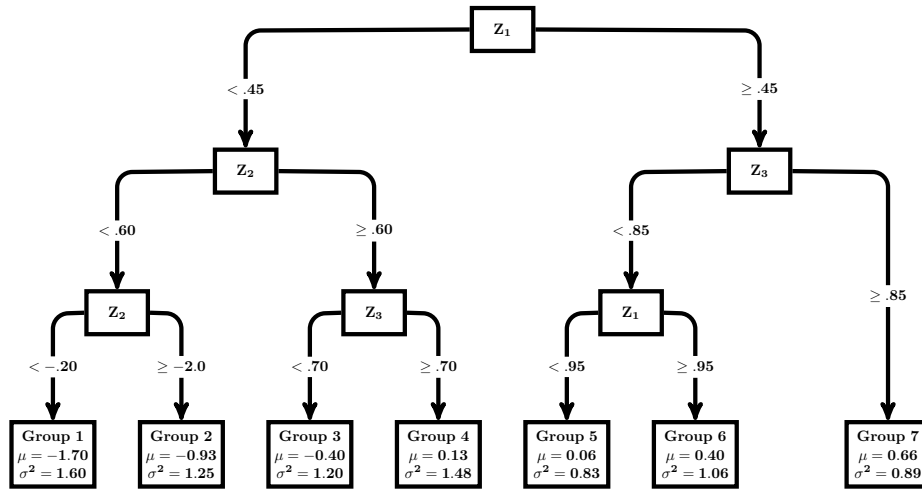 Z₁
< .45
≥ .45
Z₂
Z₃
< .60
≥ .60
< .85
≥ .85
Z₂
Z₃
Z₁
< −.20
≥ −2.0
< .70
≥ .70
< .95
≥ .95
Group 1
μ = −1.70
σ² = 1.60
Group 2
μ = −0.93
σ² = 1.25
Group 3
μ = −0.40
σ² = 1.20
Group 4
μ = 0.13
σ² = 1.48
Group 5
μ = 0.06
σ² = 0.83
Group 6
μ = 0.40
σ² = 1.06
Group 7
μ = 0.66
σ² = 0.89